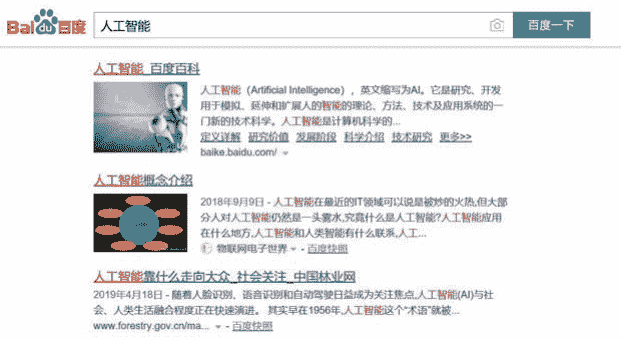 Bai du 百度
人工智能
百度一下
人工智能_百度百科
人工智能（Artificial Intelligence），英文缩写为AI。它是研究、开
发用于模拟、延伸和扩展人的智能的理论、方法、技术及应用系统的一
门新的技术科学。人工智能是计算机科学的...
定义详解 研究价值 发展阶段 科学介绍 技术研究 更多>>
baike.baidu.com/
人工智能概念介绍
2018年9月9日 - 人工智能在最近的IT领域可以说是被炒的火热,但大部
分人对人工智能仍然是一头雾水,究竟什么是人工智能?人工智能应用
在什么地方,人工智能和人类智能有什么联系,人工...
物联网电子世界 - 百度快照
人工智能靠什么走向大众_社会关注_中国林业网
2019年4月18日 - 随着人脸识别、语音识别和自动驾驶日益成为关注焦点,人工智能(AI)与社
会、人类生活融合程度正在快速演进。 其实早在1956年,人工智能这个“术语”就被...
www.forestry.gov.cn/ma... - 百度快照